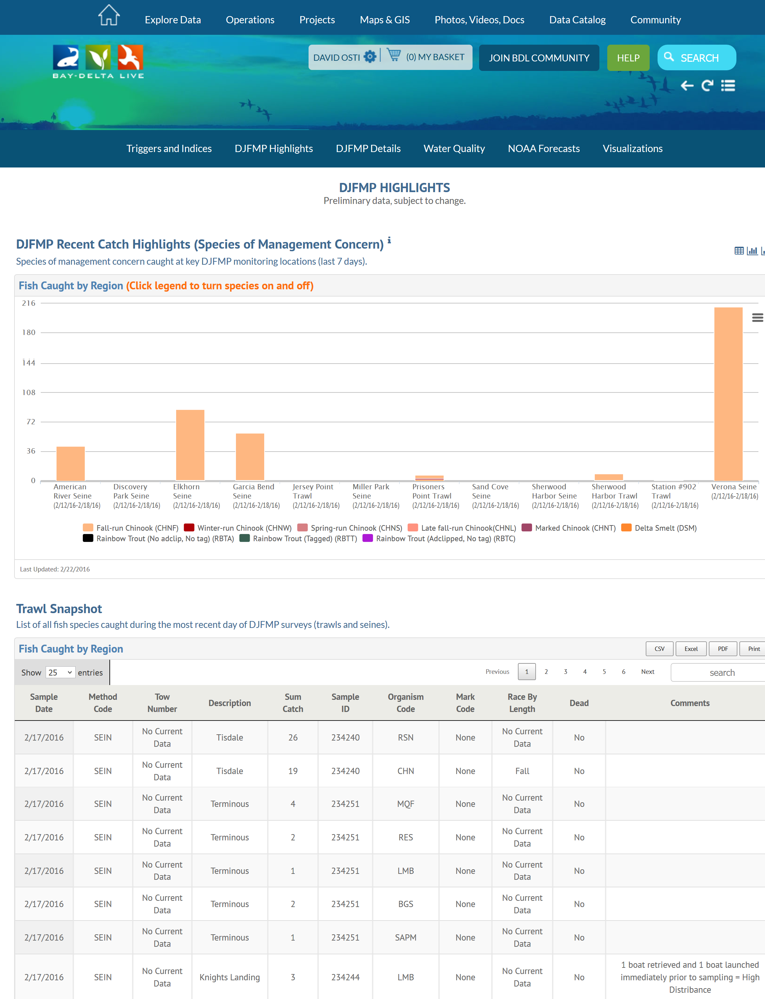 Explore Data Operations Projects Maps & GIS Photos, Videos, Docs Data Catalog Community
BAY-DELTA LIVE
DAVID OSTI (0) MY BASKET JOIN BDL COMMUNITY HELP SEARCH
Triggers and Indices DJFMP Highlights DJFMP Details Water Quality NOAA Forecasts Visualizations
DJFMP HIGHLIGHTS
Preliminary data, subject to change.
DJFMP Recent Catch Highlights (Species of Management Concern) i
Species of management concern caught at key DJFMP monitoring locations (last 7 days).
Fish Caught by Region (Click legend to turn species on and off)
216
180
144
108
72
36
0
American River Seine (2/12/16-2/18/16)
Discovery Park Seine (2/12/16-2/18/16)
Elkhorn Seine (2/12/16-2/18/16)
Garcia Bend Seine (2/12/16-2/18/16)
Jersey Point Trawl (2/12/16-2/18/16)
Miller Park Seine (2/12/16-2/18/16)
Prisoners Point Trawl (2/12/16-2/18/16)
Sand Cove Seine (2/12/16-2/18/16)
Sherwood Harbor Seine (2/12/16-2/18/16)
Sherwood Harbor Trawl (2/12/16-2/18/16)
Station #902 Trawl (2/12/16-2/18/16)
Verona Seine (2/12/16-2/18/16)
Fall-run Chinook (CHNF) Winter-run Chinook (CHNW) Spring-run Chinook (CHNS) Late fall-run Chinook(CHNL) Marked Chinook (CHNT) Delta Smelt (DSM)
Rainbow Trout (No adclip, No tag) (RBTA) Rainbow Trout (Tagged) (RBTT) Rainbow Trout (Adclipped, No tag) (RBTC)
Last Updated: 2/22/2016
Trawl Snapshot
List of all fish species caught during the most recent day of DJFMP surveys (trawls and seines).
Fish Caught by Region CSV Excel PDF Print
Show 25 entries Previous 1 2 3 4 5 6 Next search
Sample Date Method Code Tow Number Description Sum Catch Sample ID Organism Code Mark Code Race By Length Dead Comments
2/17/2016 SEIN No Current Data Tisdale 26 234240 RSN None No Current Data No
2/17/2016 SEIN No Current Data Tisdale 19 234240 CHN None Fall No
2/17/2016 SEIN No Current Data Terminous 4 234251 MQF None No Current Data No
2/17/2016 SEIN No Current Data Terminous 2 234251 RES None No Current Data No
2/17/2016 SEIN No Current Data Terminous 1 234251 LMB None No Current Data No
2/17/2016 SEIN No Current Data Terminous 2 234251 BGS None No Current Data No
2/17/2016 SEIN No Current Data Terminous 1 234251 SAPM None No Current Data No
2/17/2016 SEIN No Current Data Knights Landing 3 234244 LMB None No Current Data No 1 boat retrieved and 1 boat launched immediately prior to sampling = High Distribance